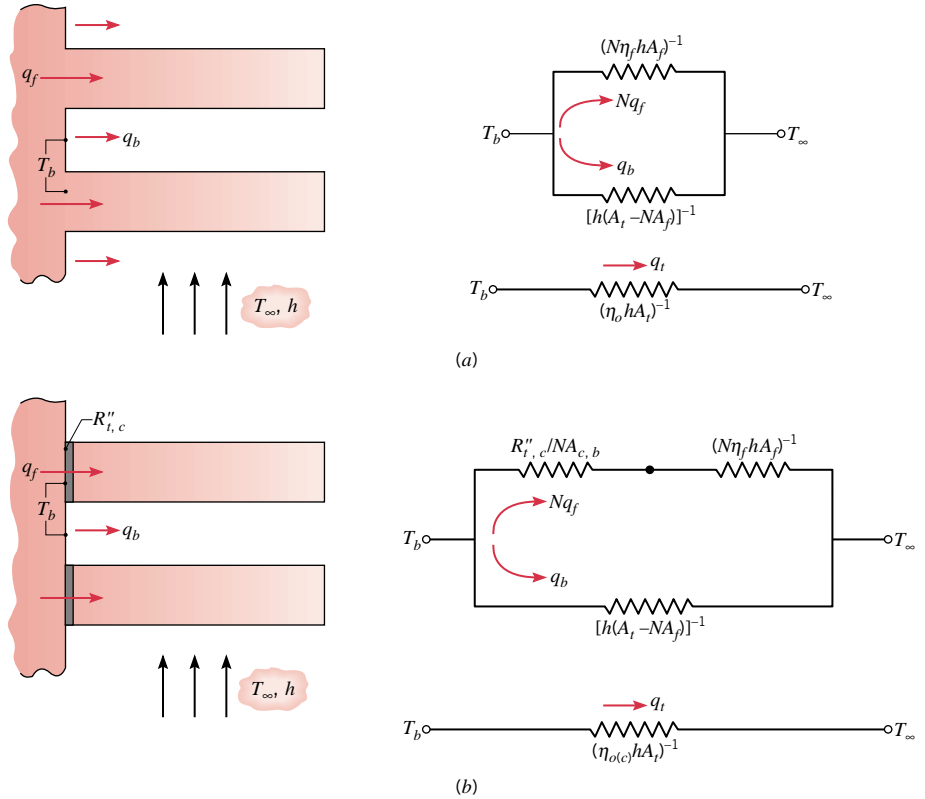 q_f
q_b
T_b
T_∞, h
(Nη_f hA_f)⁻¹
Nq_f
T_b
T_∞
q_b
[h(A_t – NA_f)]⁻¹
q_t
T_b
T_∞
(η_o hA_t)⁻¹
(a)
R″_t, c
q_f
T_b
q_b
T_∞, h
R″_t, c/NA_c, b
(Nη_f hA_f)⁻¹
Nq_f
T_b
T_∞
q_b
[h(A_t – NA_f)]⁻¹
q_t
T_b
T_∞
(η_o(c) hA_t)⁻¹
(b)